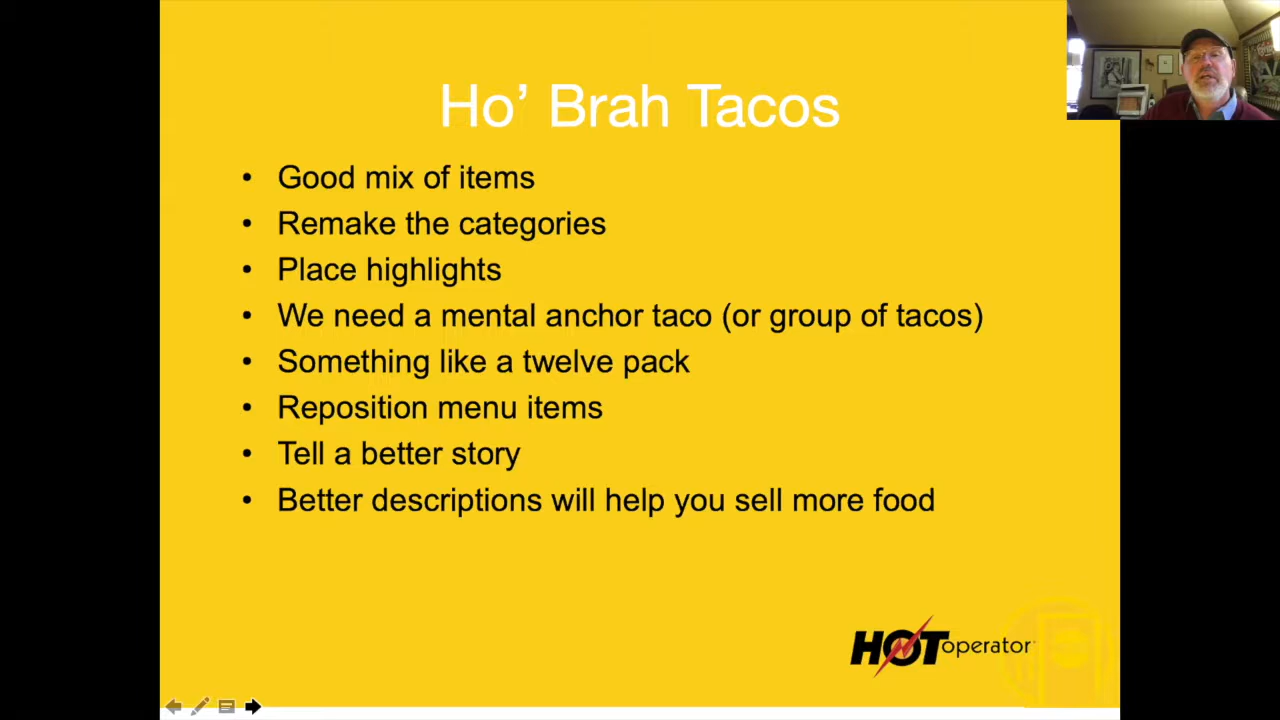 Ho’ Brah Tacos
• Good mix of items
• Remake the categories
• Place highlights
• We need a mental anchor taco (or group of tacos)
• Something like a twelve pack
• Reposition menu items
• Tell a better story
• Better descriptions will help you sell more food
HOT operator